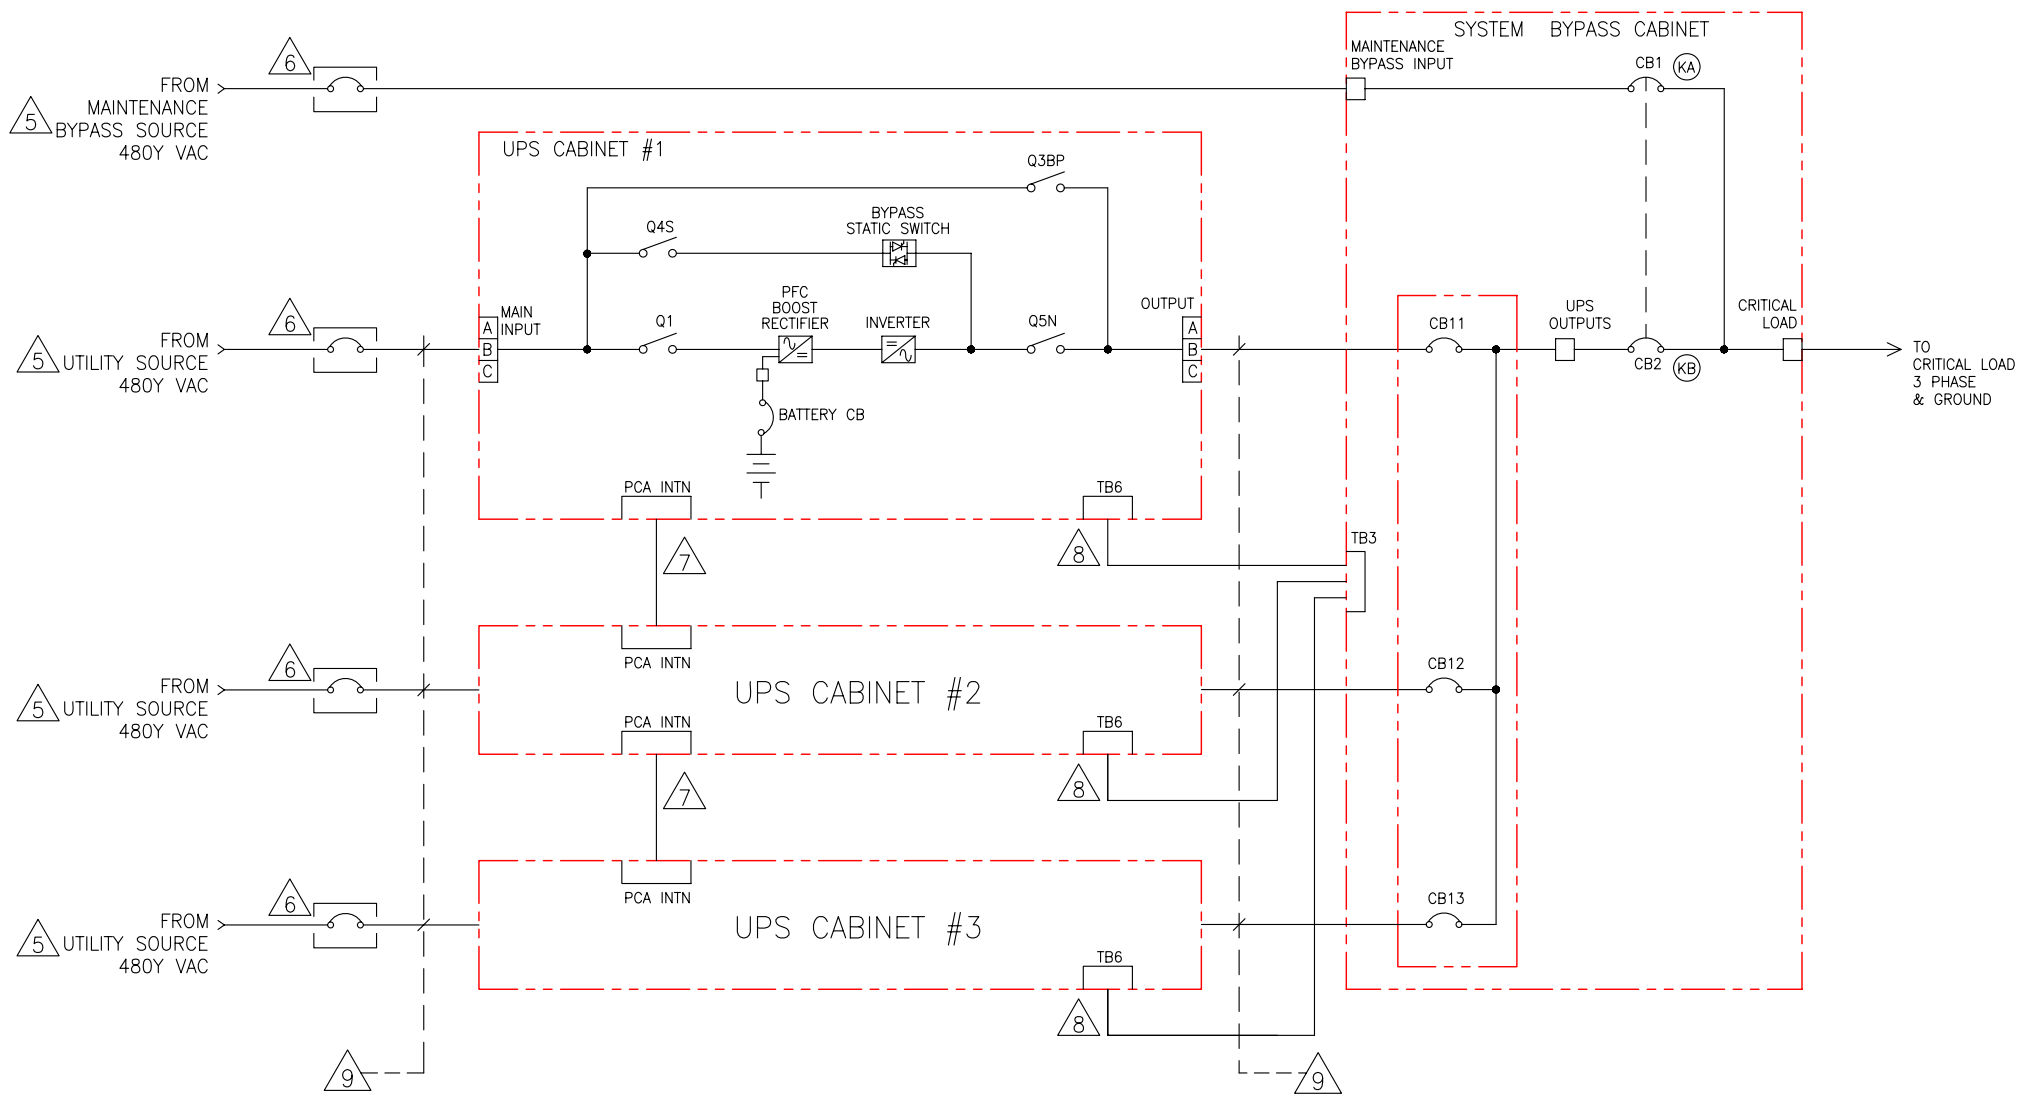 SYSTEM BYPASS CABINET
MAINTENANCE
BYPASS INPUT
CB1
KA
6
FROM
MAINTENANCE
BYPASS SOURCE
480Y VAC
5
UPS CABINET #1
Q3BP
Q4S
BYPASS
STATIC SWITCH
MAIN
INPUT
A
B
C
Q1
PFC
BOOST
RECTIFIER
INVERTER
Q5N
OUTPUT
A
B
C
BATTERY CB
6
FROM
UTILITY SOURCE
480Y VAC
5
CB11
UPS
OUTPUTS
CB2
KB
CRITICAL
LOAD
TO
CRITICAL LOAD
3 PHASE
& GROUND
PCA INTN
TB6
7
8
TB3
6
FROM
UTILITY SOURCE
480Y VAC
5
PCA INTN
UPS CABINET #2
PCA INTN
TB6
CB12
7
8
6
FROM
UTILITY SOURCE
480Y VAC
5
PCA INTN
UPS CABINET #3
TB6
CB13
8
9
9